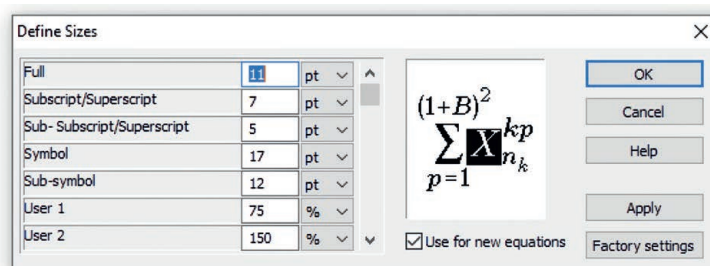 Define Sizes
Full 11 pt
Subscript/Superscript 7 pt
Sub- Subscript/Superscript 5 pt
Symbol 17 pt
Sub-symbol 12 pt
User 1 75 %
User 2 150 %
(1+B)²
∑ X kp
n_k
p=1
Use for new equations
OK
Cancel
Help
Apply
Factory settings